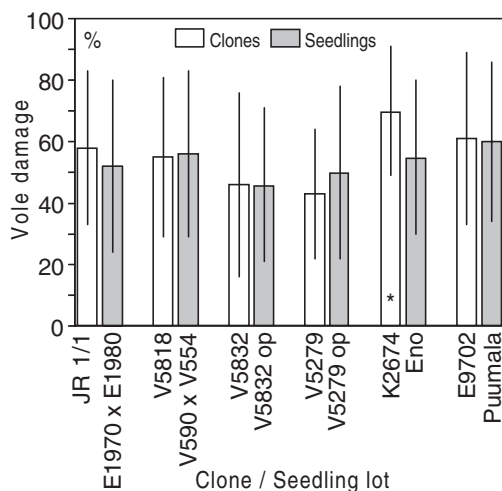 100
80
60
40
20
0
Vole damage
%
Clones
Seedlings
*
JR 1/1
E1970 x E1980
V5818
V590 x V554
V5832
V5832 op
V5279
V5279 op
K2674
Eno
E9702
Puumala
Clone / Seedling lot